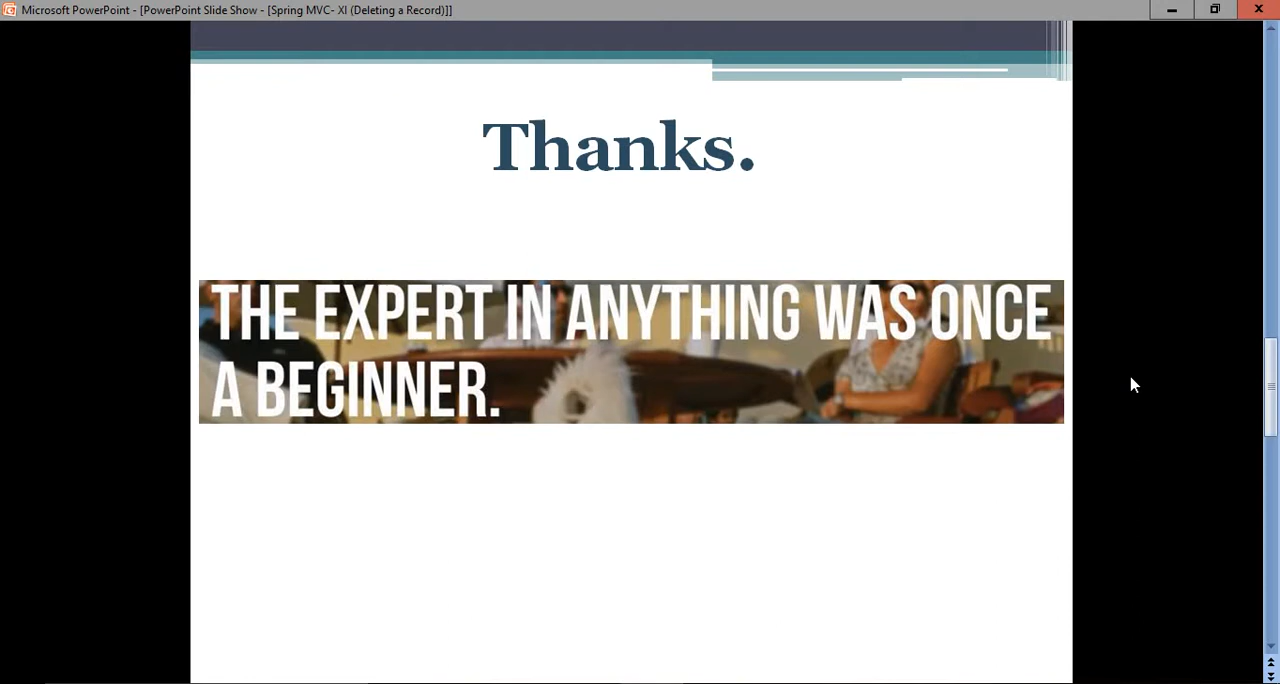 Microsoft PowerPoint - [PowerPoint Slide Show - [Spring MVC- XI (Deleting a Record)]]
Thanks.
THE EXPERT IN ANYTHING WAS ONCE
A BEGINNER.